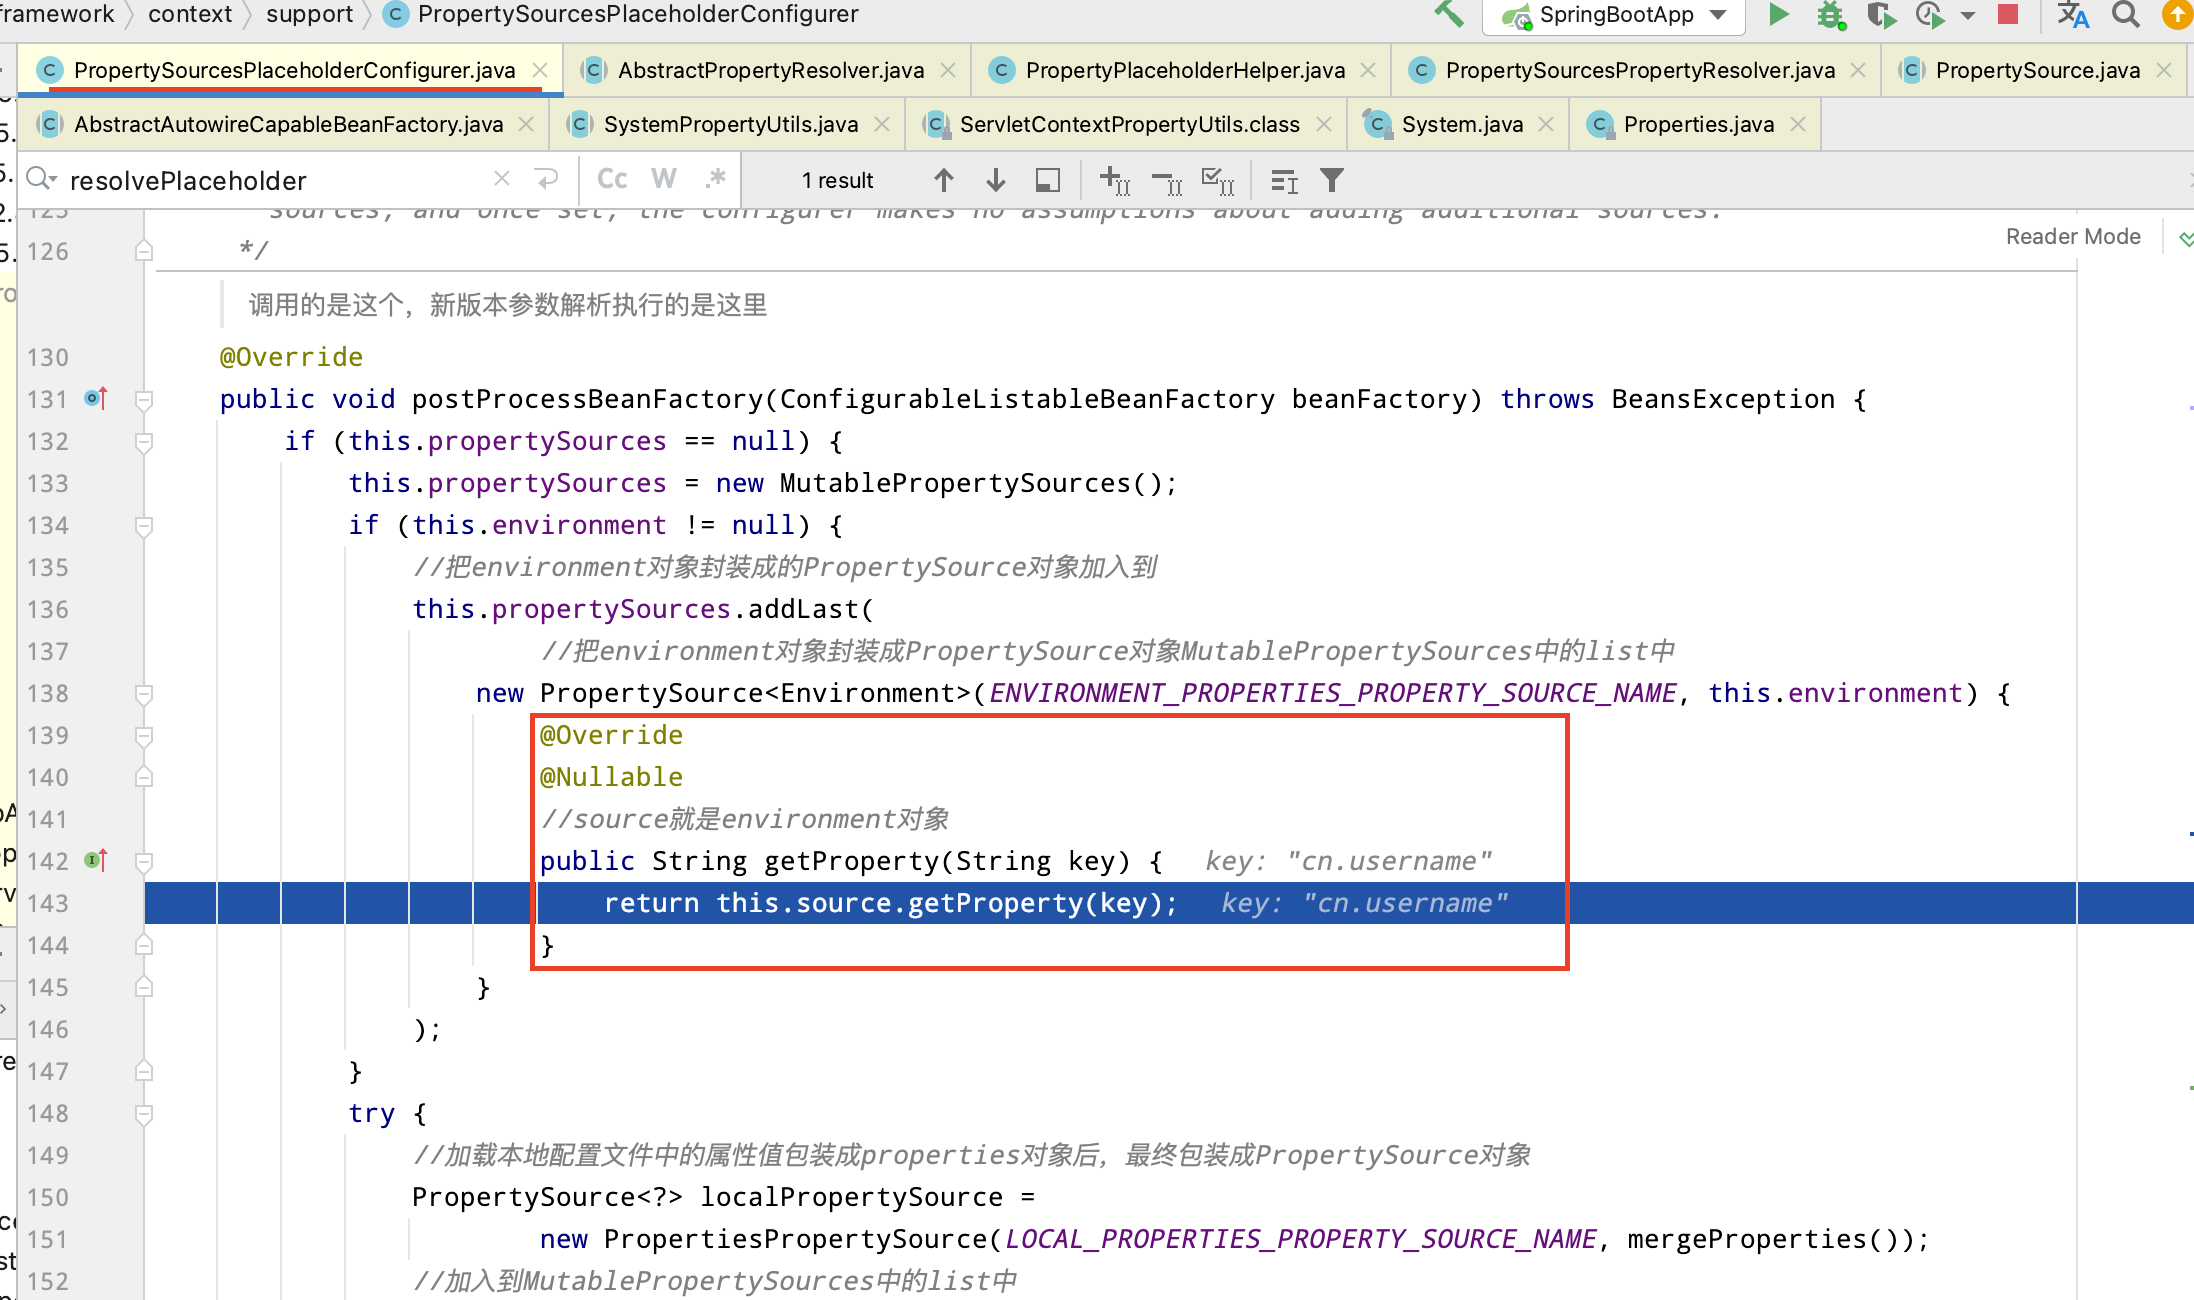 framework › context › support › PropertySourcesPlaceholderConfigurer SpringBootApp
PropertySourcesPlaceholderConfigurer.java AbstractPropertyResolver.java PropertyPlaceholderHelper.java PropertySourcesPropertyResolver.java PropertySource.java
AbstractAutowireCapableBeanFactory.java SystemPropertyUtils.java ServletContextPropertyUtils.class System.java Properties.java
resolvePlaceholder Cc W .* 1 result
125 sources, and once set, the configurer makes no assumptions about adding additional sources.
Reader Mode
126 */
调用的是这个，新版本参数解析执行的是这里
130 @Override
131 public void postProcessBeanFactory(ConfigurableListableBeanFactory beanFactory) throws BeansException {
132 if (this.propertySources == null) {
133 this.propertySources = new MutablePropertySources();
134 if (this.environment != null) {
135 //把environment对象封装成的PropertySource对象加入到
136 this.propertySources.addLast(
137 //把environment对象封装成PropertySource对象MutablePropertySources中的list中
138 new PropertySource<Environment>(ENVIRONMENT_PROPERTIES_PROPERTY_SOURCE_NAME, this.environment) {
139 @Override
140 @Nullable
141 //source就是environment对象
142 public String getProperty(String key) { key: "cn.username"
143 return this.source.getProperty(key); key: "cn.username"
144 }
145 }
146 );
147 }
148 try {
149 //加载本地配置文件中的属性值包装成properties对象后，最终包装成PropertySource对象
150 PropertySource<?> localPropertySource =
151 new PropertiesPropertySource(LOCAL_PROPERTIES_PROPERTY_SOURCE_NAME, mergeProperties());
152 //加入到MutablePropertySources中的list中